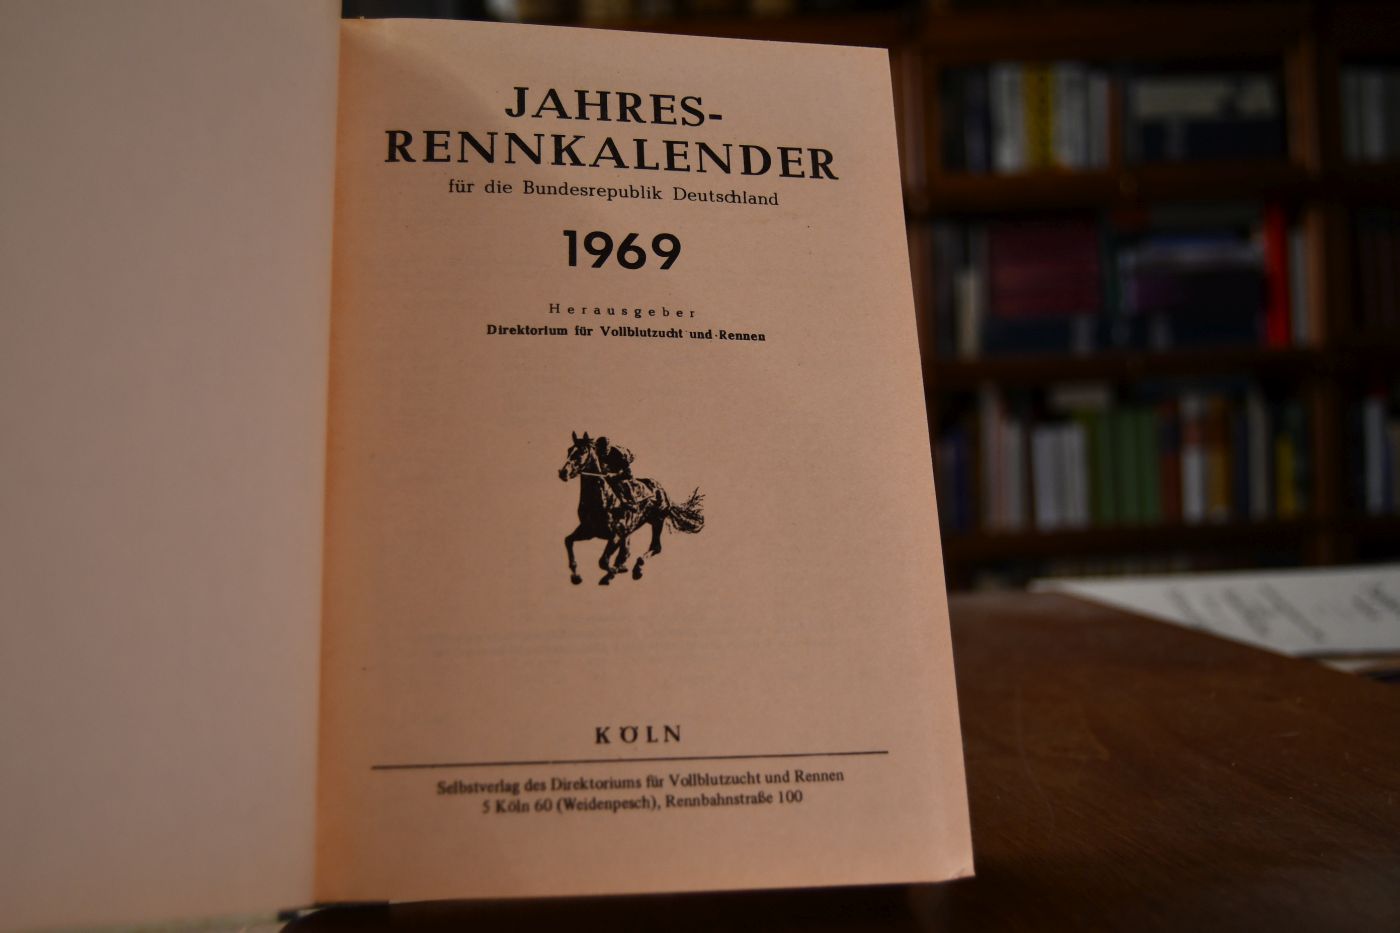 JAHRES-
RENNKALENDER
für die Bundesrepublik Deutschland
1969
Herausgeber
Direktorium für Vollblutzucht und Rennen
KÖLN
Selbstverlag des Direktoriums für Vollblutzucht und Rennen
5 Köln 60 (Weidenpesch), Rennbahnstraße 100